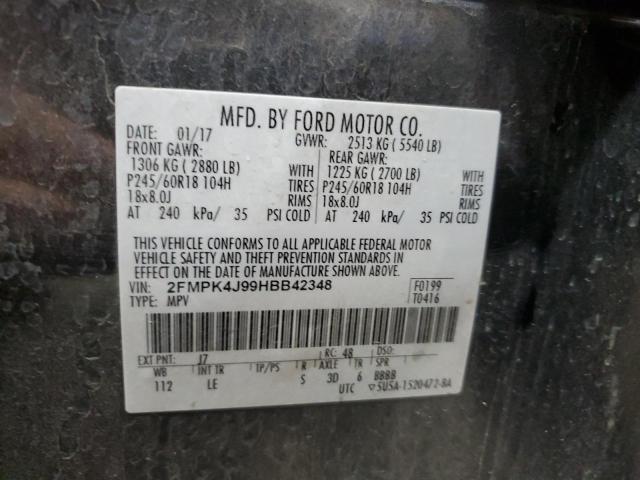 MFD. BY FORD MOTOR CO.
DATE: 01/17 GVWR: 2513 KG ( 5540 LB)
FRONT GAWR: REAR GAWR:
1306 KG ( 2880 LB) WITH 1225 KG ( 2700 LB) WITH
P245/60R18 104H TIRES P245/60R18 104H TIRES
18x8.0J RIMS 18x8.0J RIMS
AT 240 kPa/ 35 PSI COLD AT 240 kPa/ 35 PSI COLD
THIS VEHICLE CONFORMS TO ALL APPLICABLE FEDERAL MOTOR
VEHICLE SAFETY AND THEFT PREVENTION STANDARDS IN
EFFECT ON THE DATE OF MANUFACTURE SHOWN ABOVE.
VIN: 2FMPK4J99HBB42348 F0199
TYPE: MPV T0416
EXT PNT: J7 RC: 48 DSO:
WB INT TR TP/PS R AXLE TR SPR
112 LE S 3D 6 BBBB
UTC ▽5U5A-1520472-BA